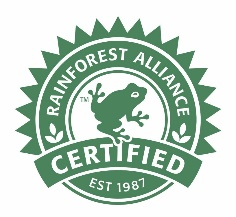 RAINFOREST ALLIANCE
TM
CERTIFIED
EST 1987